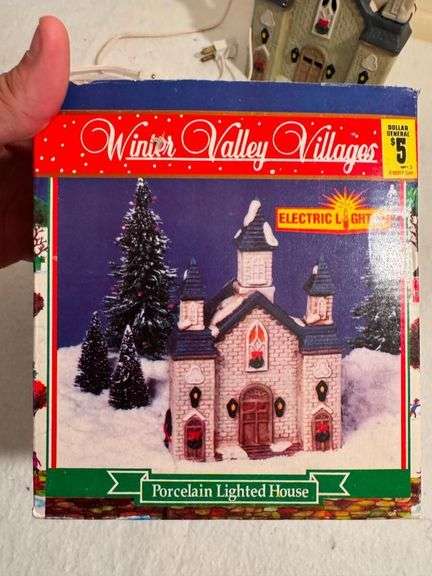 Winter Valley Villages
DOLLAR
GENERAL
$5
ELECTRIC LIGHT
Porcelain Lighted House